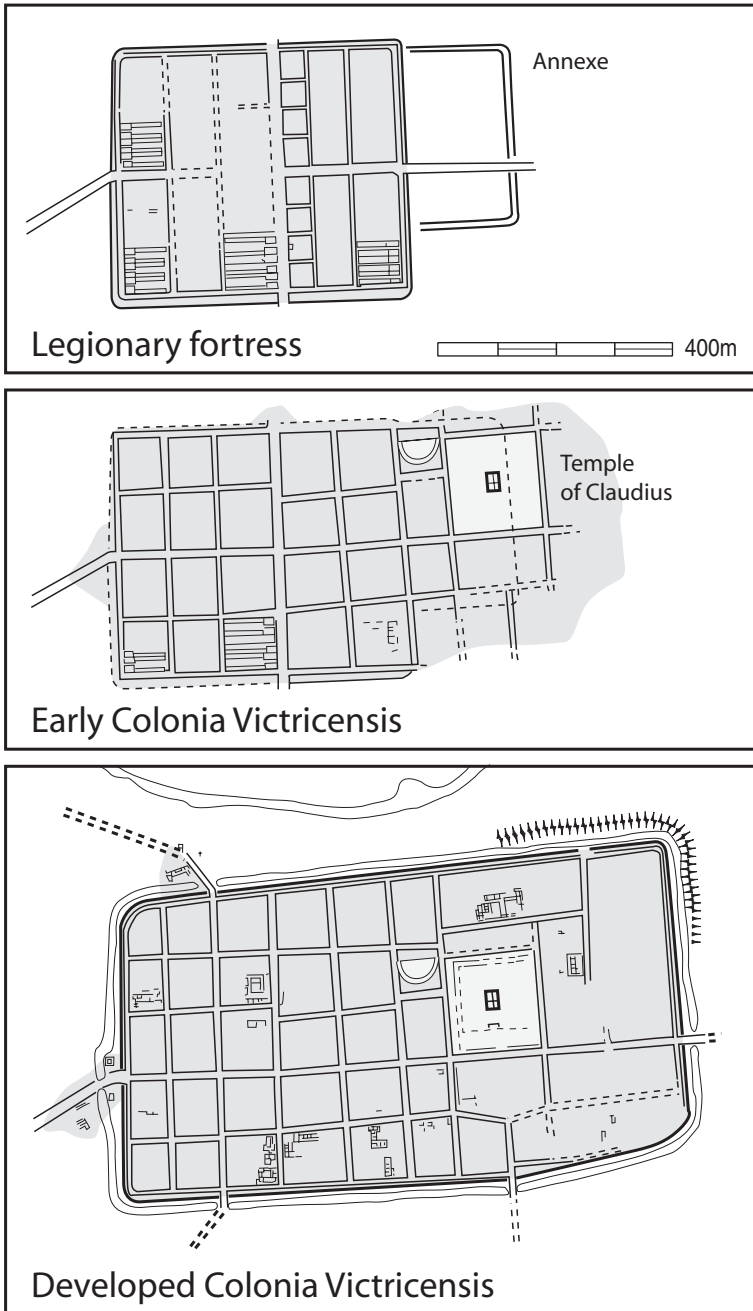 Annexe
Legionary fortress
400m
Temple
of Claudius
Early Colonia Victricensis
Developed Colonia Victricensis